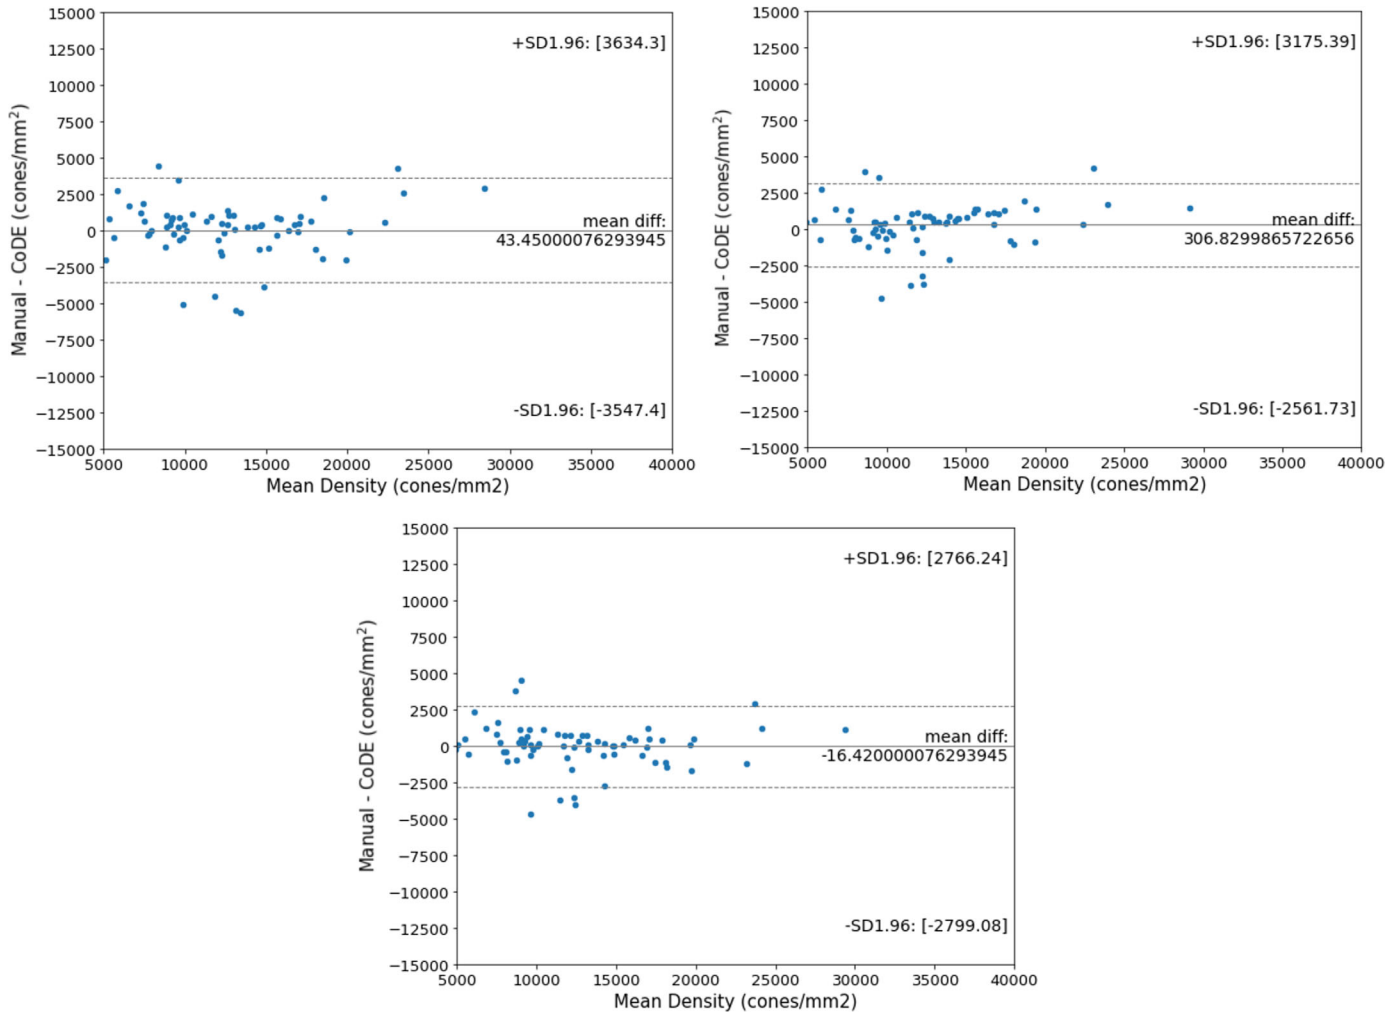 15000
12500
10000
7500
5000
2500
0
−2500
−5000
−7500
−10000
−12500
−15000
Manual - CoDE (cones/mm²)
+SD1.96: [3634.3]
mean diff:
43.45000076293945
-SD1.96: [-3547.4]
5000 10000 15000 20000 25000 30000 35000 40000
Mean Density (cones/mm2)
15000
12500
10000
7500
5000
2500
0
−2500
−5000
−7500
−10000
−12500
−15000
Manual - CoDE (cones/mm²)
+SD1.96: [3175.39]
mean diff:
306.8299865722656
-SD1.96: [-2561.73]
5000 10000 15000 20000 25000 30000 35000 40000
Mean Density (cones/mm2)
15000
12500
10000
7500
5000
2500
0
−2500
−5000
−7500
−10000
−12500
−15000
Manual - CoDE (cones/mm²)
+SD1.96: [2766.24]
mean diff:
-16.420000076293945
-SD1.96: [-2799.08]
5000 10000 15000 20000 25000 30000 35000 40000
Mean Density (cones/mm2)